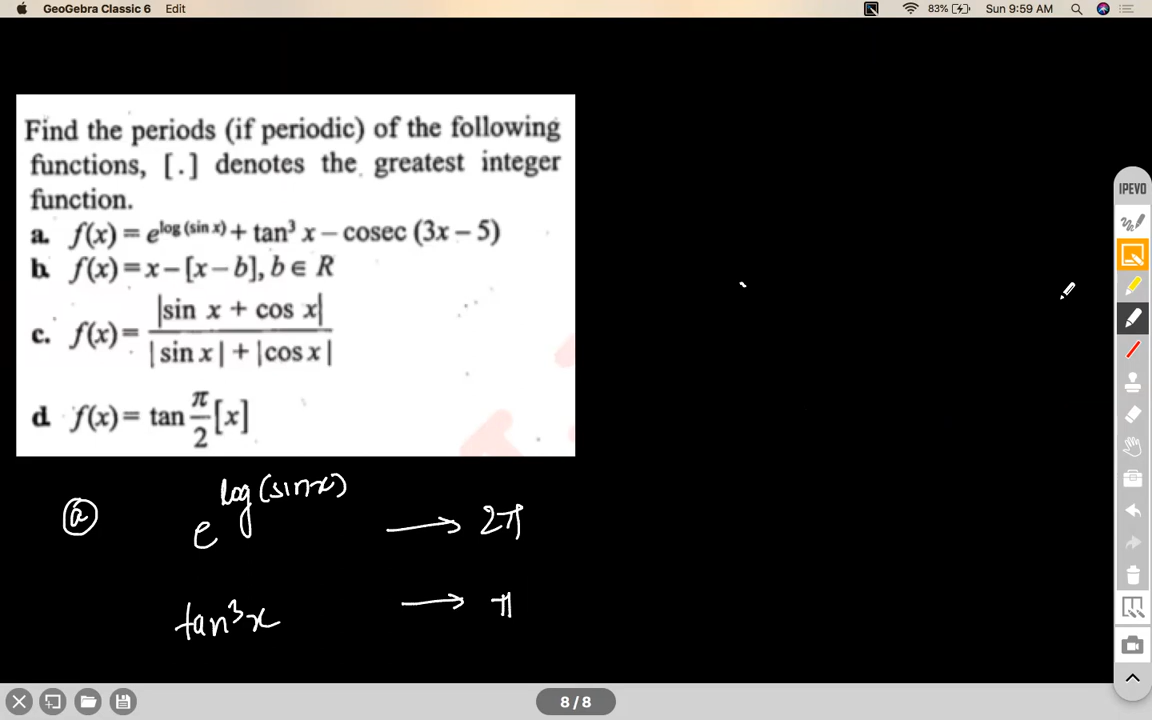 GeoGebra Classic 6 Edit 83% Sun 9:59 AM
Find the periods (if periodic) of the following
functions, [.] denotes the greatest integer
function.
a. f(x) = e^{log (sin x)} + tan³ x – cosec (3x – 5)
b. f(x) = x – [x – b], b ∈ R
c. f(x) = |sin x + cos x| / |sin x| + |cos x|
d. f(x) = tan π/2 [x]
ⓐ e^{log(sinx)} → 2π
tan³x → π
IPEVO
8 / 8